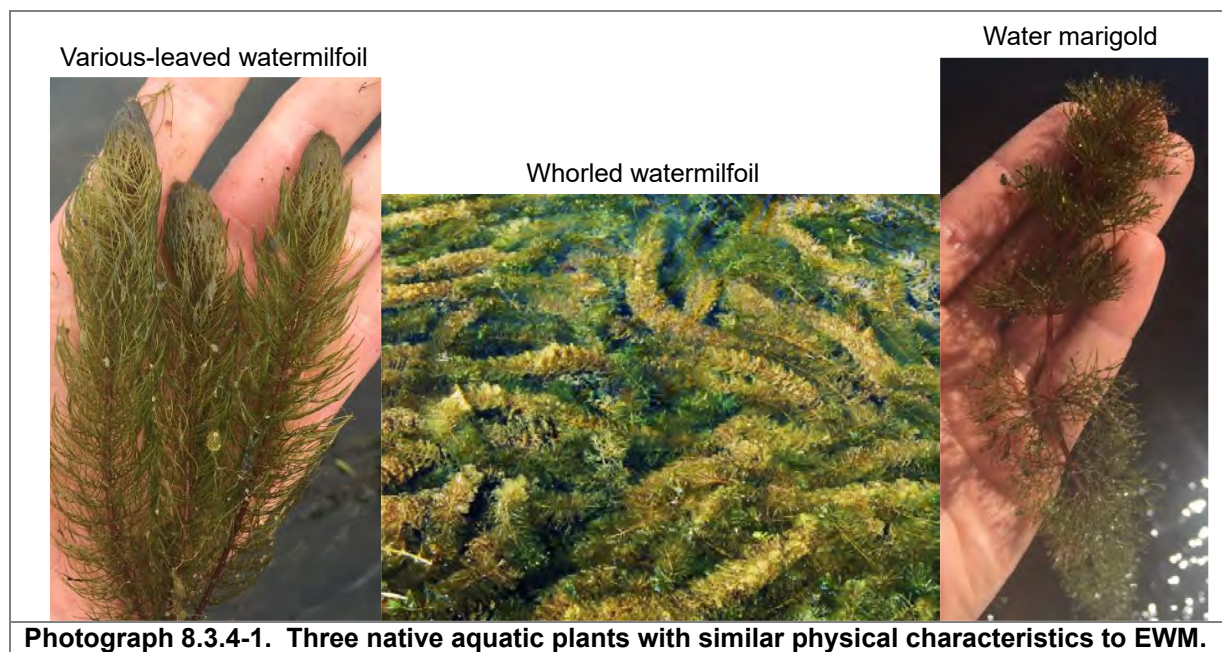 Various-leaved watermilfoil
Whorled watermilfoil
Water marigold
Photograph 8.3.4-1. Three native aquatic plants with similar physical characteristics to EWM.